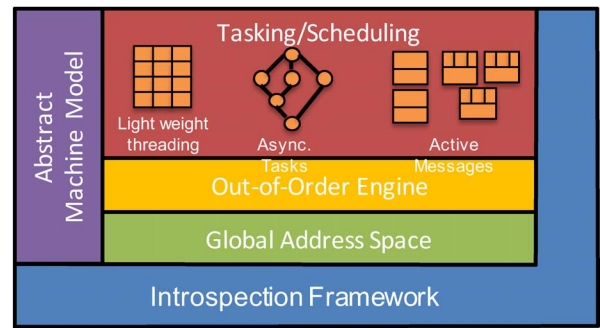 Abstract
Machine Model
Tasking/Scheduling
Light weight
threading
Async.
Tasks
Active
Messages
Out-of-Order Engine
Global Address Space
Introspection Framework